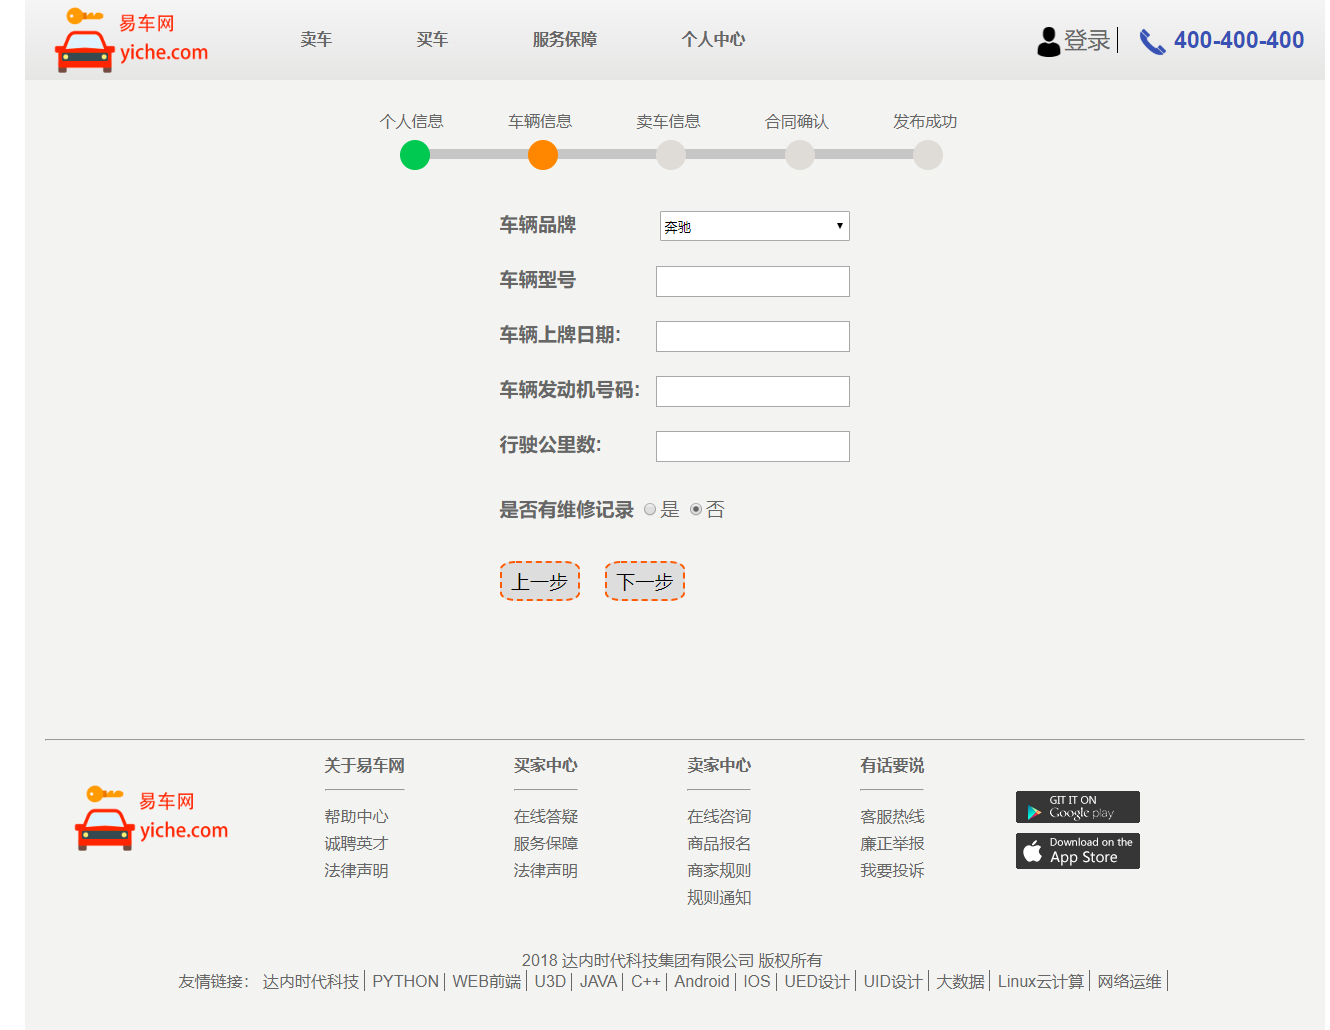 易车网
yiche.com
卖车 买车 服务保障 个人中心
登录 400-400-400
个人信息 车辆信息 卖车信息 合同确认 发布成功
车辆品牌 奔驰
车辆型号
车辆上牌日期:
车辆发动机号码:
行驶公里数:
是否有维修记录 是 否
上一步 下一步
易车网
yiche.com
关于易车网
帮助中心
诚聘英才
法律声明
买家中心
在线答疑
服务保障
法律声明
卖家中心
在线咨询
商品报名
商家规则
规则通知
有话要说
客服热线
廉正举报
我要投诉
GIT IT ON
Google play
Download on the
App Store
2018 达内时代科技集团有限公司 版权所有
友情链接: 达内时代科技| PYTHON| WEB前端| U3D| JAVA| C++| Android| IOS| UED设计| UID设计| 大数据| Linux云计算| 网络运维|